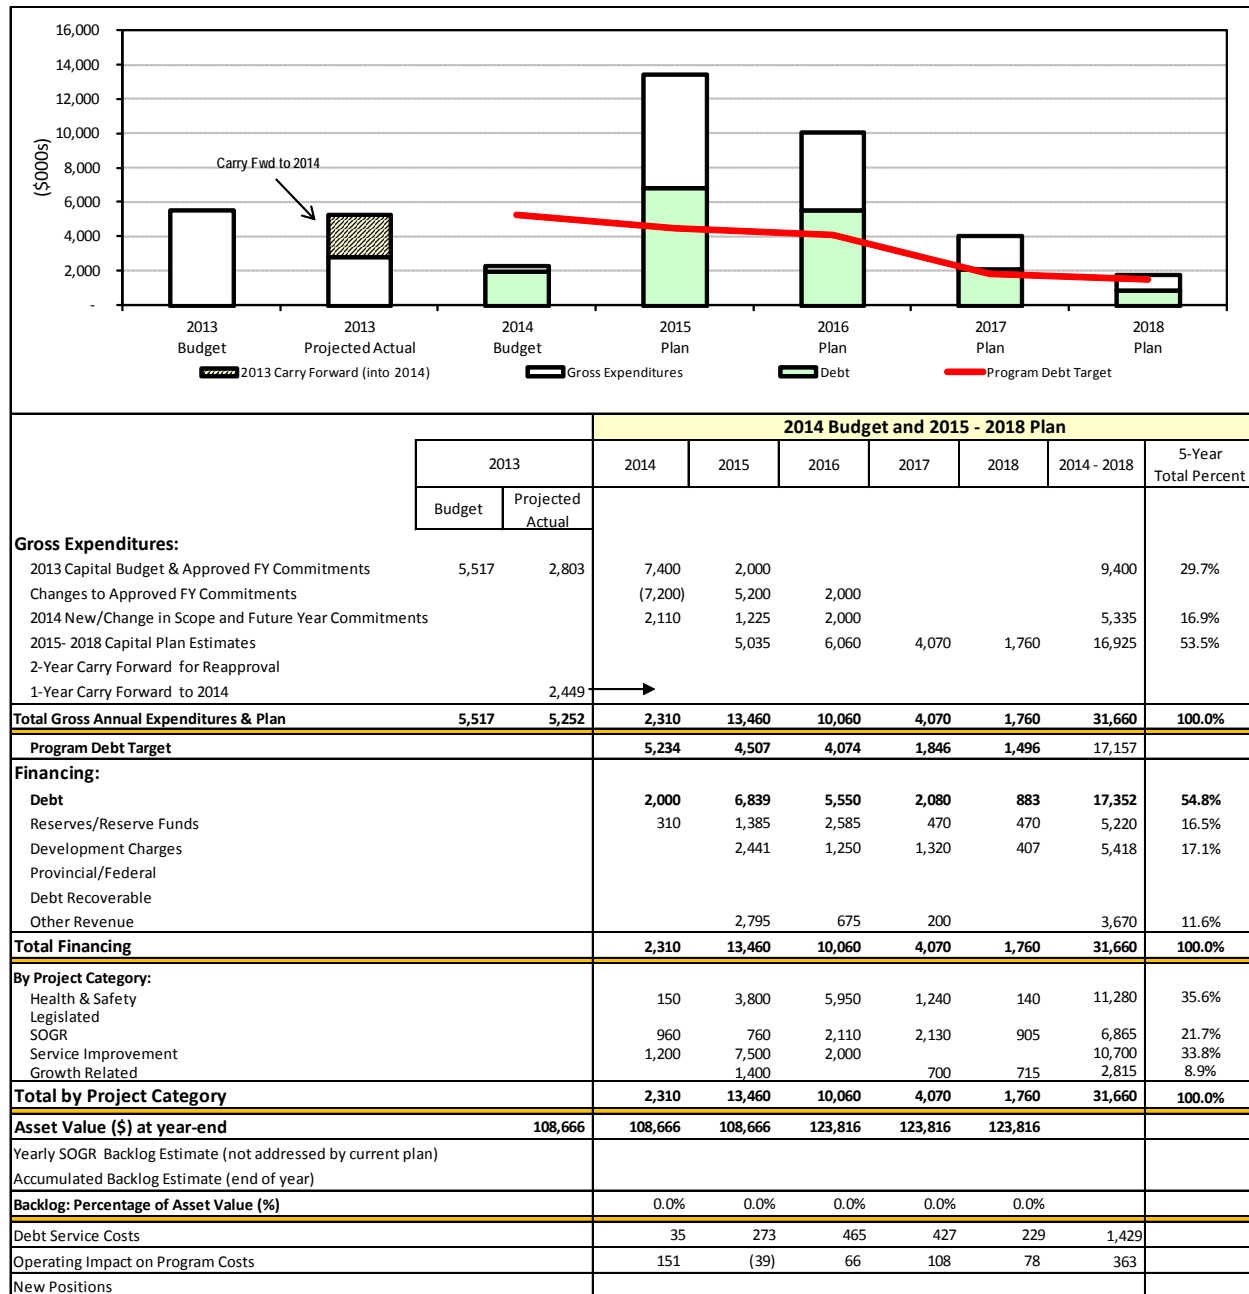 16,000
14,000
12,000
10,000
8,000
6,000
4,000
2,000
-
($000s)
Carry Fwd to 2014
2013 2013 2014 2015 2016 2017 2018
Budget Projected Actual Budget Plan Plan Plan Plan
2013 Carry Forward (into 2014) Gross Expenditures Debt Program Debt Target
2014 Budget and 2015 - 2018 Plan
2013 2014 2015 2016 2017 2018 2014 - 2018 5-Year Total Percent
Budget Projected Actual
Gross Expenditures:
2013 Capital Budget & Approved FY Commitments 5,517 2,803 7,400 2,000 9,400 29.7%
Changes to Approved FY Commitments (7,200) 5,200 2,000
2014 New/Change in Scope and Future Year Commitments 2,110 1,225 2,000 5,335 16.9%
2015- 2018 Capital Plan Estimates 5,035 6,060 4,070 1,760 16,925 53.5%
2-Year Carry Forward for Reapproval
1-Year Carry Forward to 2014 2,449
Total Gross Annual Expenditures & Plan 5,517 5,252 2,310 13,460 10,060 4,070 1,760 31,660 100.0%
Program Debt Target 5,234 4,507 4,074 1,846 1,496 17,157
Financing:
Debt 2,000 6,839 5,550 2,080 883 17,352 54.8%
Reserves/Reserve Funds 310 1,385 2,585 470 470 5,220 16.5%
Development Charges 2,441 1,250 1,320 407 5,418 17.1%
Provincial/Federal
Debt Recoverable
Other Revenue 2,795 675 200 3,670 11.6%
Total Financing 2,310 13,460 10,060 4,070 1,760 31,660 100.0%
By Project Category:
Health & Safety 150 3,800 5,950 1,240 140 11,280 35.6%
Legislated
SOGR 960 760 2,110 2,130 905 6,865 21.7%
Service Improvement 1,200 7,500 2,000 10,700 33.8%
Growth Related 1,400 700 715 2,815 8.9%
Total by Project Category 2,310 13,460 10,060 4,070 1,760 31,660 100.0%
Asset Value ($) at year-end 108,666 108,666 108,666 123,816 123,816 123,816
Yearly SOGR Backlog Estimate (not addressed by current plan)
Accumulated Backlog Estimate (end of year)
Backlog: Percentage of Asset Value (%) 0.0% 0.0% 0.0% 0.0% 0.0%
Debt Service Costs 35 273 465 427 229 1,429
Operating Impact on Program Costs 151 (39) 66 108 78 363
New Positions